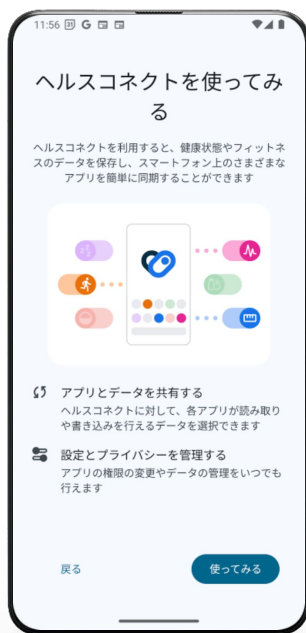 11:56 31 G
ヘルスコネクトを使ってみ
る
ヘルスコネクトを利用すると、健康状態やフィットネ
スのデータを保存し、スマートフォン上のさまざまな
アプリを簡単に同期することができます
アプリとデータを共有する
ヘルスコネクトに対して、各アプリが読み取り
や書き込みを行えるデータを選択できます
設定とプライバシーを管理する
アプリの権限の変更やデータの管理をいつでも
行えます
戻る 使ってみる